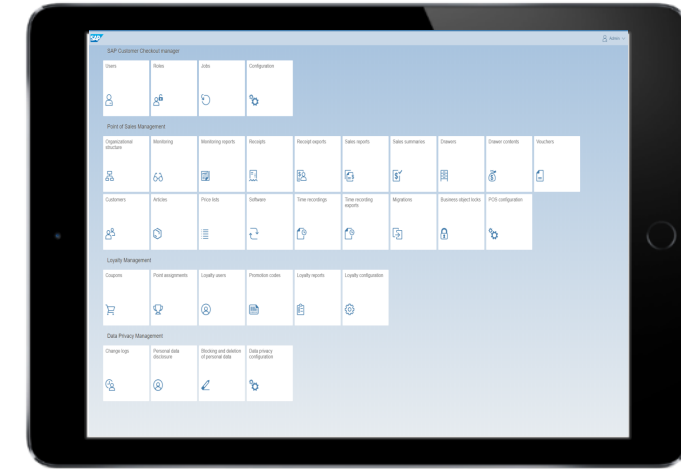 SAP
Admin
SAP Customer Checkout manager
Users
Roles
Jobs
Configuration
Point of Sales Management
Organizational
structure
Monitoring
Monitoring reports
Receipts
Receipt exports
Sales reports
Sales summaries
Drawers
Drawer contents
Vouchers
Customers
Articles
Price lists
Software
Time recordings
Time recording
exports
Migrations
Business object locks
POS configuration
Loyalty Management
Coupons
Point assignments
Loyalty users
Promotion codes
Loyalty reports
Loyalty configuration
Data Privacy Management
Change logs
Personal data
disclosure
Blocking and deletion
of personal data
Data privacy
configuration